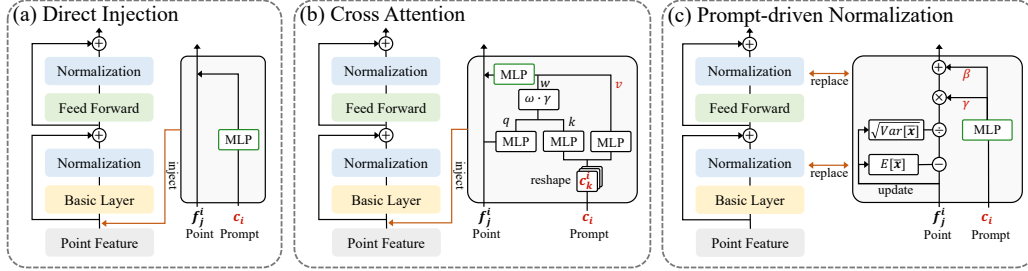 (a) Direct Injection
Normalization
Feed Forward
Normalization
Basic Layer
Point Feature
inject
MLP
f_j^i
c_i
Point
Prompt
(b) Cross Attention
Normalization
Feed Forward
Normalization
Basic Layer
Point Feature
inject
MLP
w
v
ω · γ
q
k
MLP
MLP
MLP
reshape
c_k^i
f_j^i
c_i
Point
Prompt
(c) Prompt-driven Normalization
Normalization
Feed Forward
Normalization
Basic Layer
Point Feature
replace
replace
β
γ
√Var[x̄]
MLP
E[x̄]
update
f_j^i
c_i
Point
Prompt